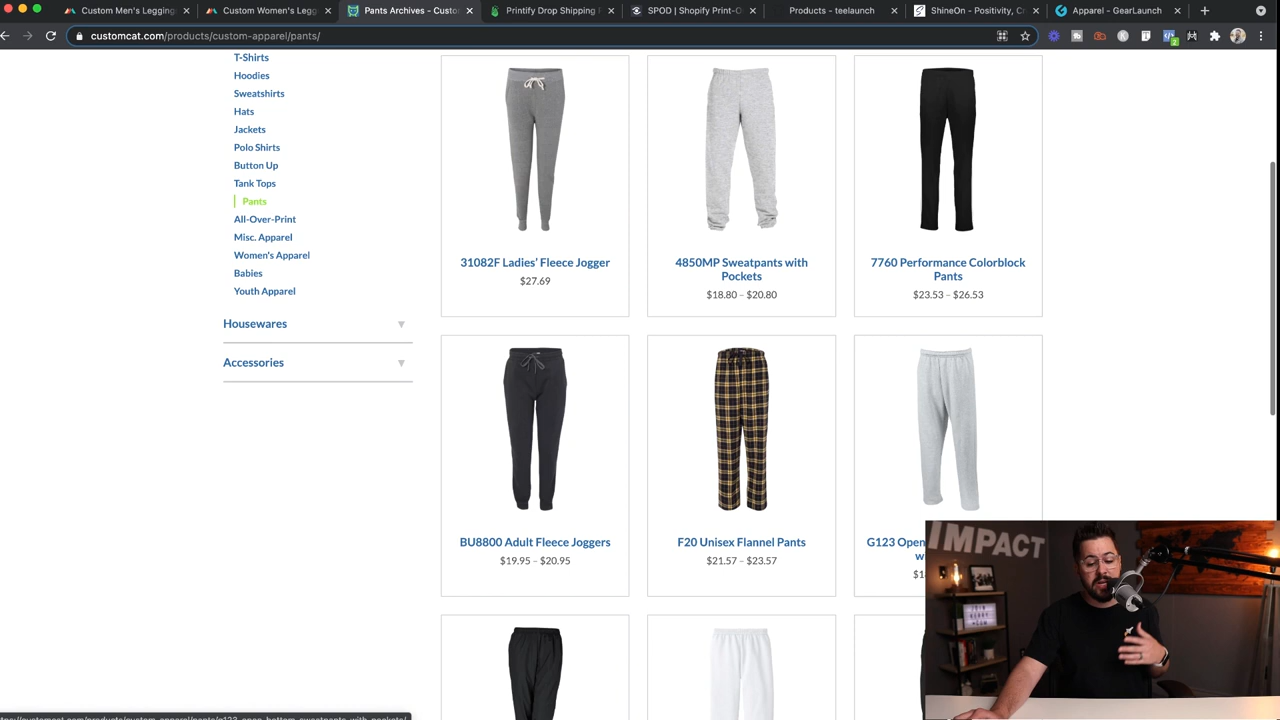 Custom Men's Legging
Custom Women's Legg
Pants Archives - Custo
Printify Drop Shipping
SPOD | Shopify Print-C
Products - teelaunch
ShineOn - Positivity, C
Apparel - GearLaunch
customcat.com/products/custom-apparel/pants/
T-Shirts
Hoodies
Sweatshirts
Hats
Jackets
Polo Shirts
Button Up
Tank Tops
Pants
All-Over-Print
Misc. Apparel
Women's Apparel
Babies
Youth Apparel
Housewares
Accessories
31082F Ladies' Fleece Jogger
$27.69
4850MP Sweatpants with
Pockets
$18.80 – $20.80
7760 Performance Colorblock
Pants
$23.53 – $26.53
BU8800 Adult Fleece Joggers
$19.95 – $20.95
F20 Unisex Flannel Pants
$21.57 – $23.57
G123 Open
IMPACT